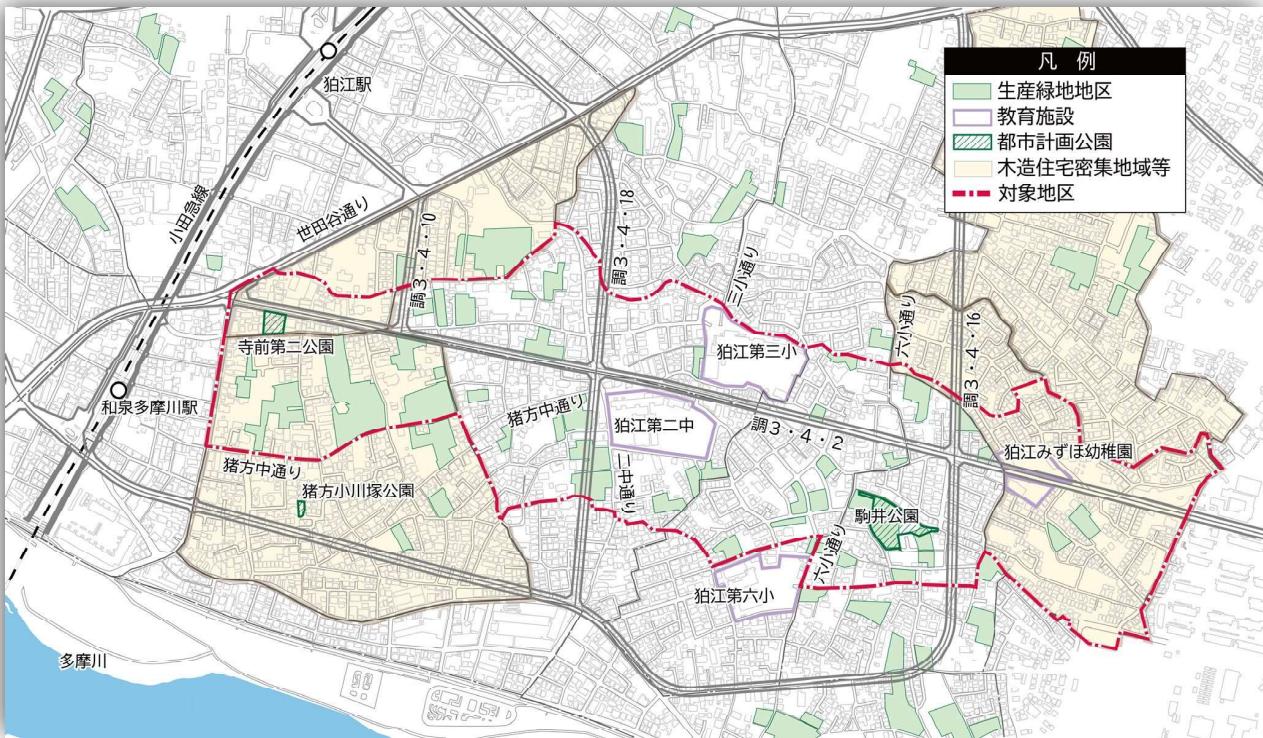 凡 例
生産緑地地区
教育施設
都市計画公園
木造住宅密集地域等
対象地区
狛江駅
小田急線
世田谷通り
調3・4・10
調3・4・18
三小通り
六小通り
調3・4・16
寺前第二公園
狛江第三小
和泉多摩川駅
猪方中通り
狛江第二中
調3・4・2
狛江みずほ幼稚園
猪方中通り
猪方小川塚公園
二中通り
駒井公園
六小通り
狛江第六小
多摩川